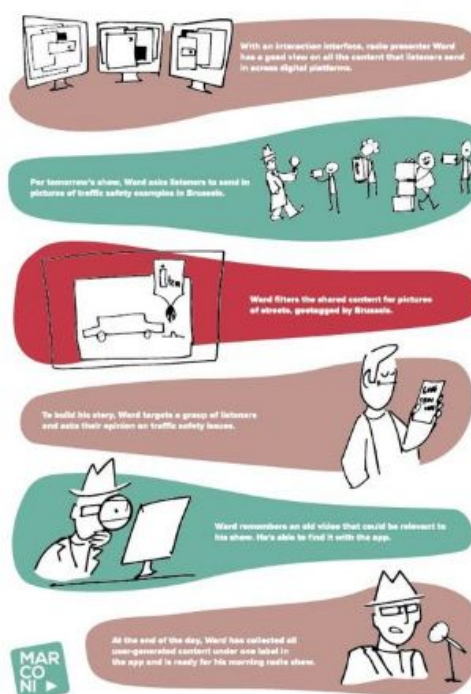 With an interaction interface, radio presenter Ward
has a good view on all the content that listeners send
in across digital platforms.
For tomorrow's show, Ward asks listeners to send in
pictures of traffic safety examples in Brussels.
Ward filters the shared content for pictures
of streets, geotagged by Brussels.
To build his story, Ward targets a group of listeners
and asks their opinion on traffic safety issues.
Ward remembers an old video that could be relevant to
his show. He's able to find it with the app.
At the end of the day, Ward has collected all
user-generated content under one label in
the app and is ready for his morning radio show.
MAR
CO
NI